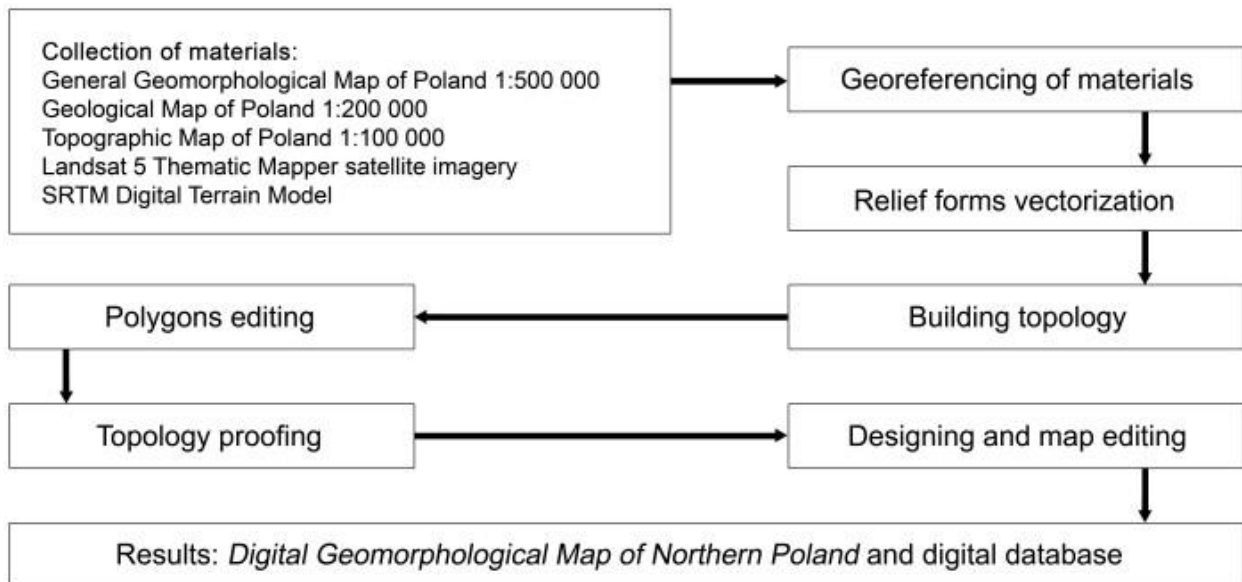 Collection of materials:
General Geomorphological Map of Poland 1:500 000
Geological Map of Poland 1:200 000
Topographic Map of Poland 1:100 000
Landsat 5 Thematic Mapper satellite imagery
SRTM Digital Terrain Model
Georeferencing of materials
Relief forms vectorization
Building topology
Polygons editing
Topology proofing
Designing and map editing
Results: Digital Geomorphological Map of Northern Poland and digital database